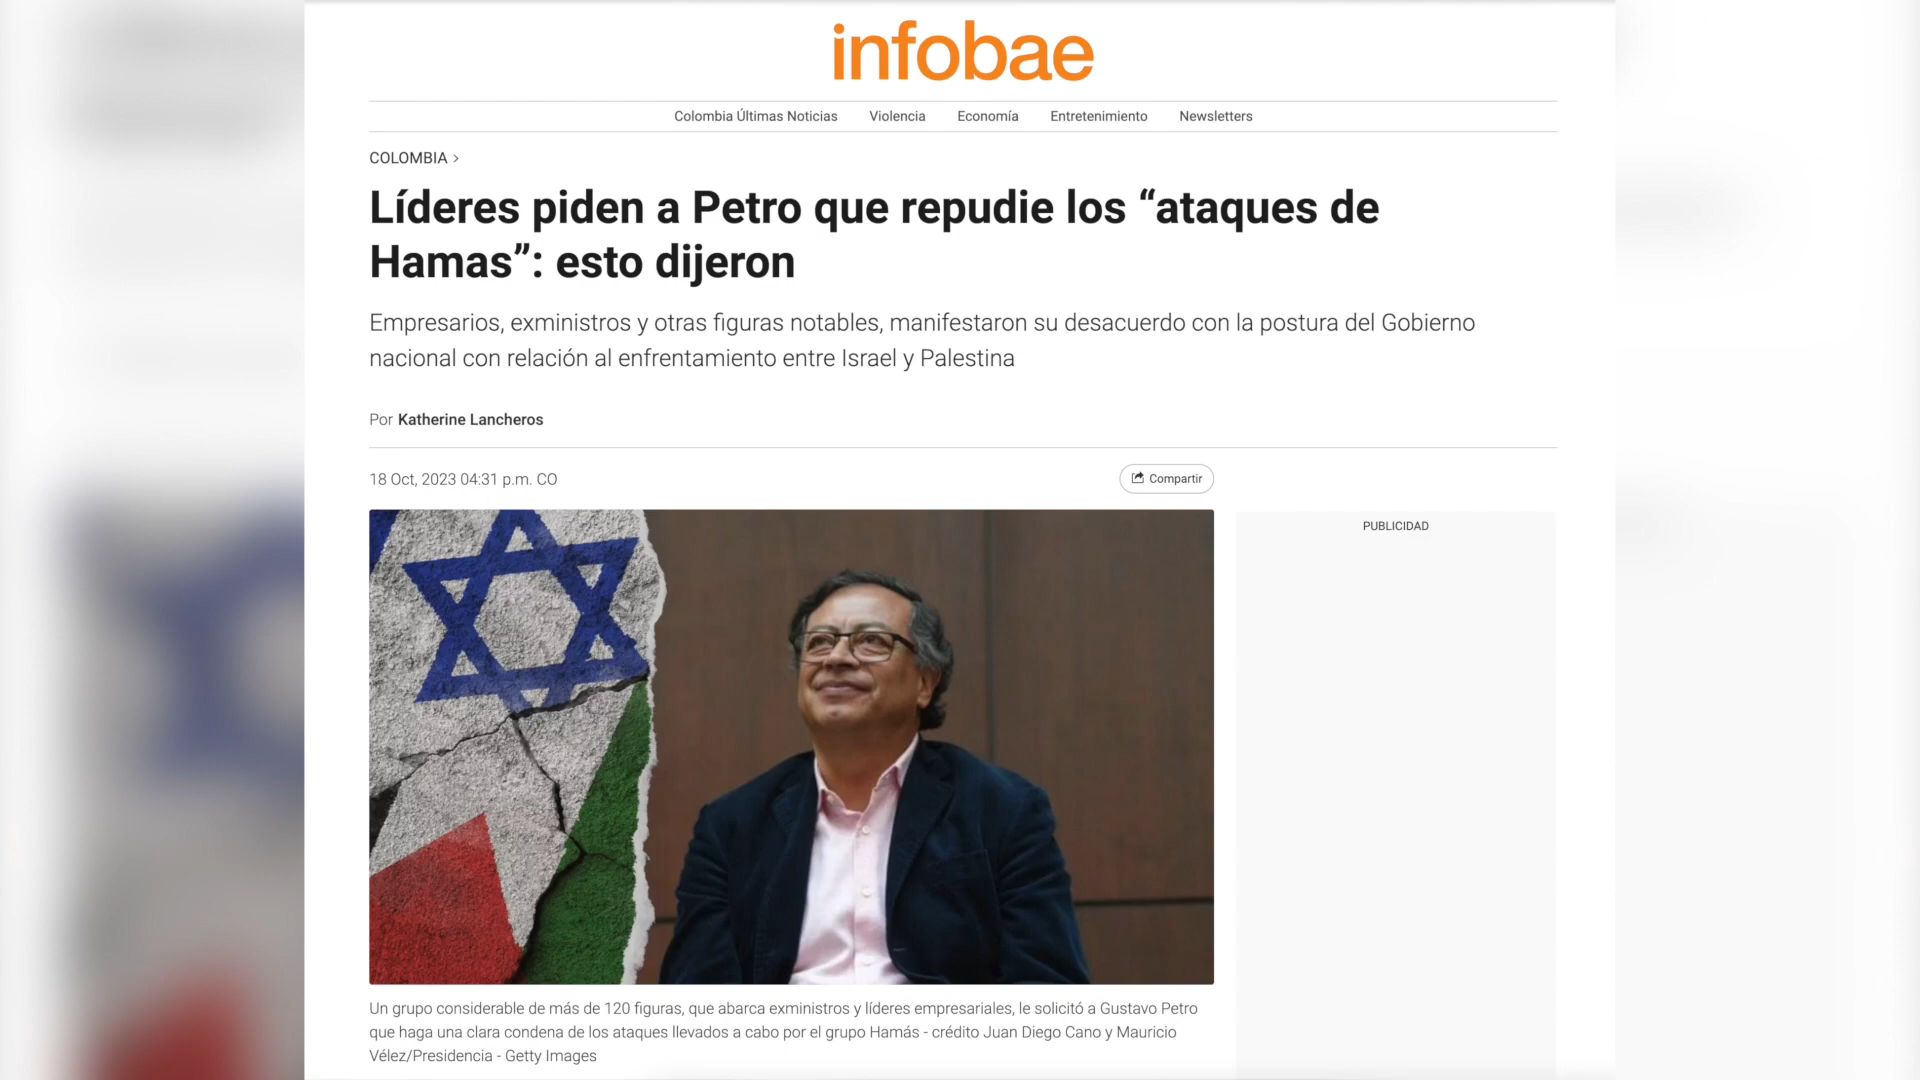 infobae
Colombia Últimas Noticias Violencia Economía Entretenimiento Newsletters
COLOMBIA >
Líderes piden a Petro que repudie los “ataques de
Hamas”: esto dijeron
Empresarios, exministros y otras figuras notables, manifestaron su desacuerdo con la postura del Gobierno
nacional con relación al enfrentamiento entre Israel y Palestina
Por Katherine Lancheros
18 Oct, 2023 04:31 p.m. CO
Compartir
PUBLICIDAD
Un grupo considerable de más de 120 figuras, que abarca exministros y líderes empresariales, le solicitó a Gustavo Petro
que haga una clara condena de los ataques llevados a cabo por el grupo Hamás - crédito Juan Diego Cano y Mauricio
Vélez/Presidencia - Getty Images